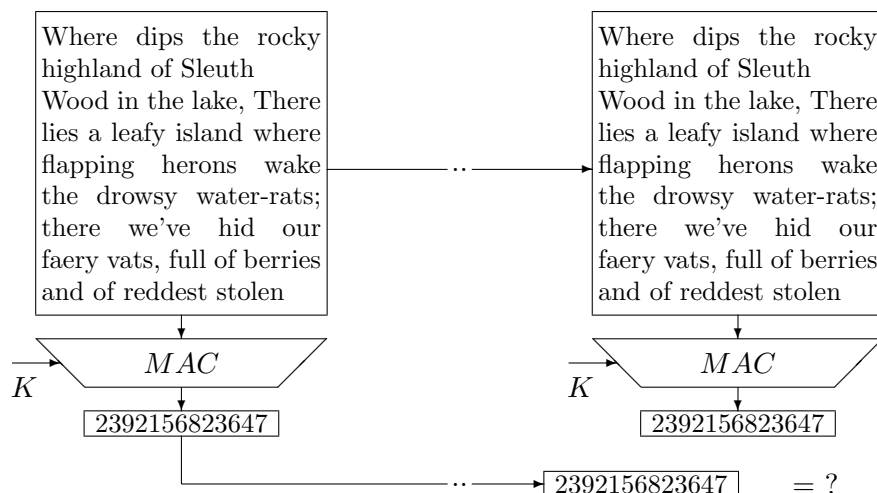 Where dips the rocky
highland of Sleuth
Wood in the lake, There
lies a leafy island where
flapping herons wake
the drowsy water-rats;
there we've hid our
faery vats, full of berries
and of reddest stolen
Where dips the rocky
highland of Sleuth
Wood in the lake, There
lies a leafy island where
flapping herons wake
the drowsy water-rats;
there we've hid our
faery vats, full of berries
and of reddest stolen
..
K
MAC
K
MAC
2392156823647
2392156823647
..
2392156823647
= ?